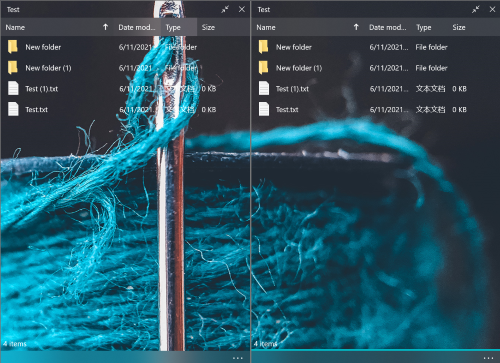 Test
Name Date mod... Type Size
New folder 6/11/2021... File folder
New folder (1) 6/11/2021... File folder
Test (1).txt 6/11/2021... 文本文档 0 KB
Test.txt 6/11/2021... 文本文档 0 KB
4 items
Test
Name Date mod... Type Size
New folder 6/11/2021... File folder
New folder (1) 6/11/2021... File folder
Test (1).txt 6/11/2021... 文本文档 0 KB
Test.txt 6/11/2021... 文本文档 0 KB
4 items